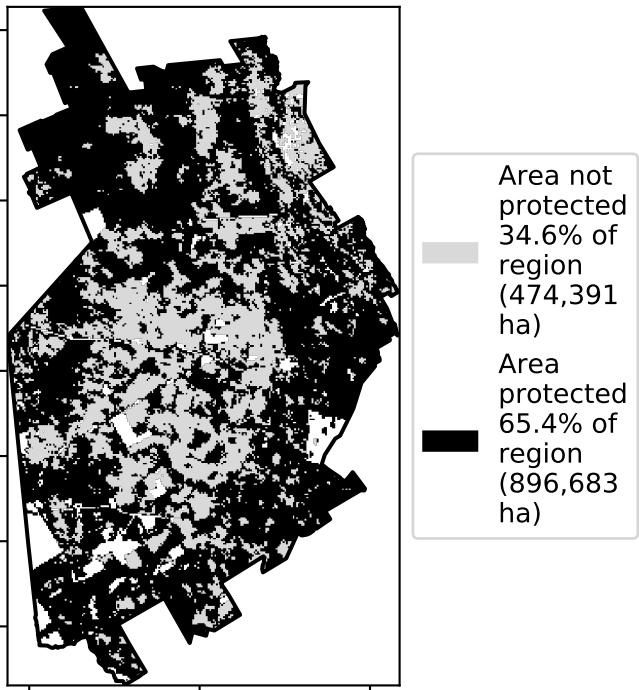 Area not
protected
34.6% of
region
(474,391
ha)
Area
protected
65.4% of
region
(896,683
ha)